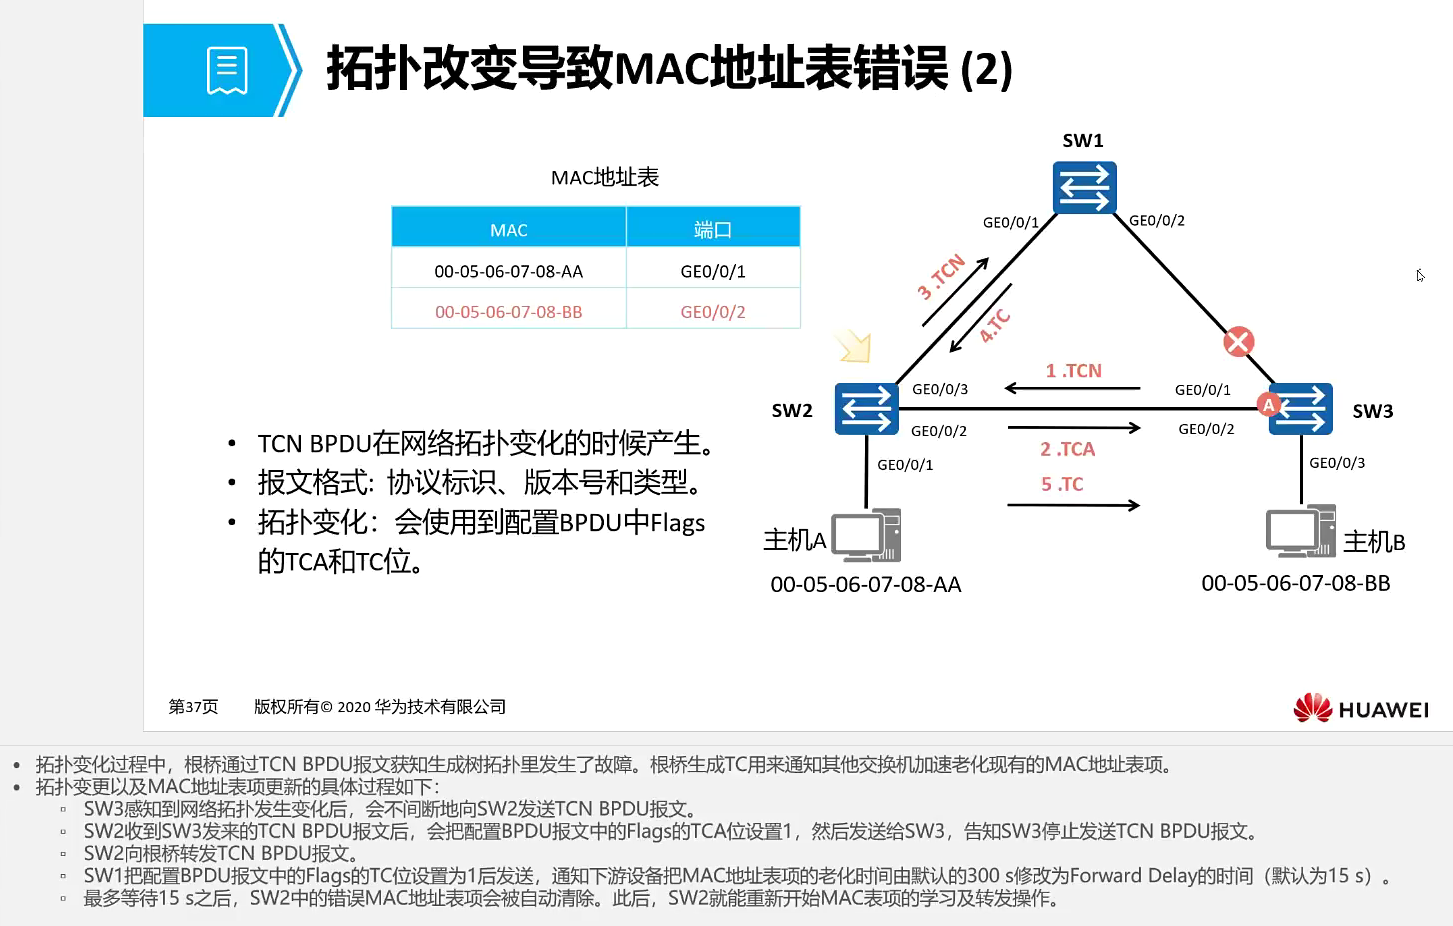 拓扑改变导致MAC地址表错误 (2)
MAC地址表
MAC 端口
00-05-06-07-08-AA GE0/0/1
00-05-06-07-08-BB GE0/0/2
• TCN BPDU在网络拓扑变化的时候产生。
• 报文格式: 协议标识、版本号和类型。
• 拓扑变化：会使用到配置BPDU中Flags
的TCA和TC位。
SW1
GE0/0/1
GE0/0/2
3 .TCN
4.TC
1 .TCN
GE0/0/3
GE0/0/1
SW2
A
SW3
GE0/0/2
GE0/0/2
2 .TCA
GE0/0/1
GE0/0/3
5 .TC
主机A
主机B
00-05-06-07-08-AA
00-05-06-07-08-BB
第37页 版权所有© 2020 华为技术有限公司
HUAWEI
• 拓扑变化过程中，根桥通过TCN BPDU报文获知生成树拓扑里发生了故障。根桥生成TC用来通知其他交换机加速老化现有的MAC地址表项。
• 拓扑变更以及MAC地址表项更新的具体过程如下：
▫ SW3感知到网络拓扑发生变化后，会不间断地向SW2发送TCN BPDU报文。
▫ SW2收到SW3发来的TCN BPDU报文后，会把配置BPDU报文中的Flags的TCA位设置1，然后发送给SW3，告知SW3停止发送TCN BPDU报文。
▫ SW2向根桥转发TCN BPDU报文。
▫ SW1把配置BPDU报文中的Flags的TC位设置为1后发送，通知下游设备把MAC地址表项的老化时间由默认的300 s修改为Forward Delay的时间（默认为15 s）。
▫ 最多等待15 s之后，SW2中的错误MAC地址表项会被自动清除。此后，SW2就能重新开始MAC表项的学习及转发操作。